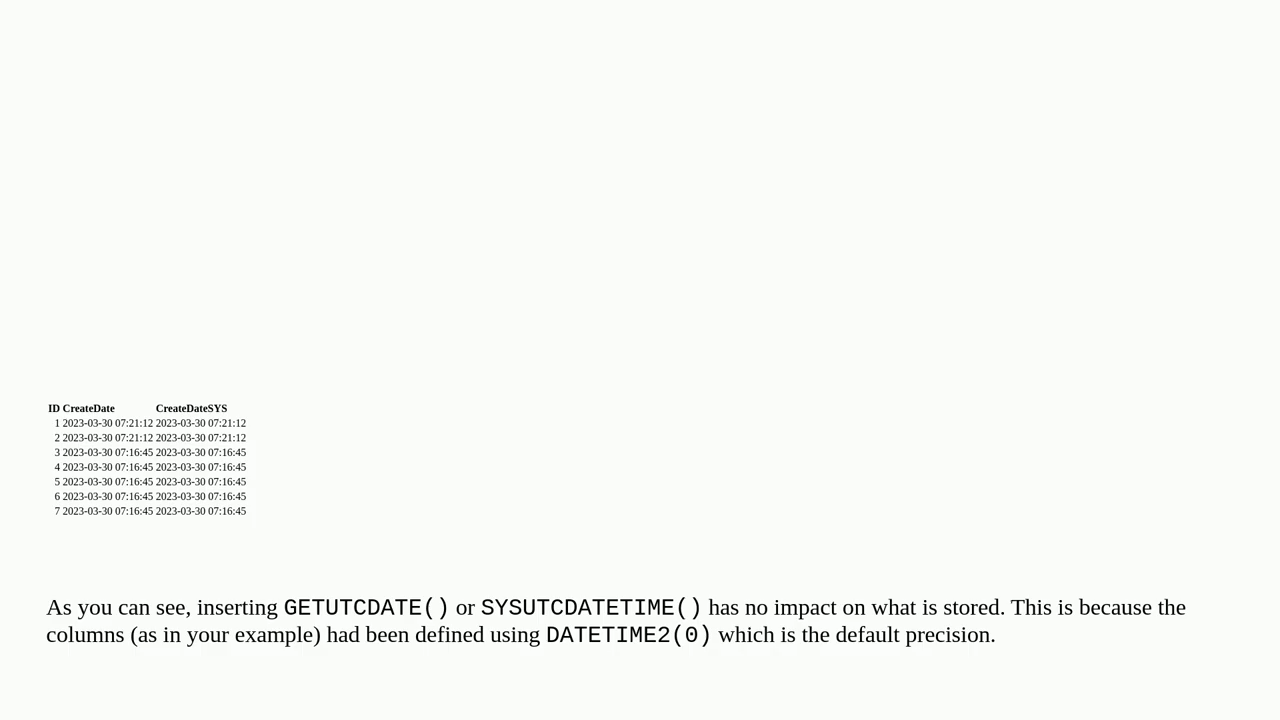 ID CreateDate CreateDateSYS
1 2023-03-30 07:21:12 2023-03-30 07:21:12
2 2023-03-30 07:21:12 2023-03-30 07:21:12
3 2023-03-30 07:16:45 2023-03-30 07:16:45
4 2023-03-30 07:16:45 2023-03-30 07:16:45
5 2023-03-30 07:16:45 2023-03-30 07:16:45
6 2023-03-30 07:16:45 2023-03-30 07:16:45
7 2023-03-30 07:16:45 2023-03-30 07:16:45
As you can see, inserting GETUTCDATE() or SYSUTCDATETIME() has no impact on what is stored. This is because the
columns (as in your example) had been defined using DATETIME2(0) which is the default precision.